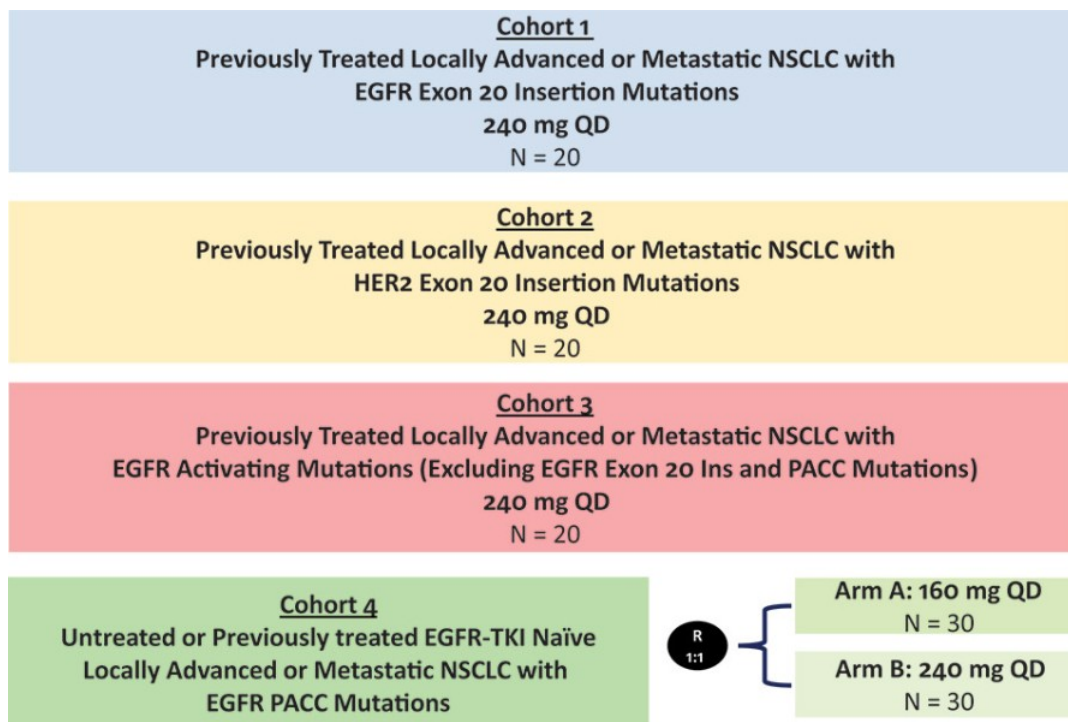 Cohort 1
Previously Treated Locally Advanced or Metastatic NSCLC with
EGFR Exon 20 Insertion Mutations
240 mg QD
N = 20
Cohort 2
Previously Treated Locally Advanced or Metastatic NSCLC with
HER2 Exon 20 Insertion Mutations
240 mg QD
N = 20
Cohort 3
Previously Treated Locally Advanced or Metastatic NSCLC with
EGFR Activating Mutations (Excluding EGFR Exon 20 Ins and PACC Mutations)
240 mg QD
N = 20
Cohort 4
Untreated or Previously treated EGFR-TKI Naïve
Locally Advanced or Metastatic NSCLC with
EGFR PACC Mutations
R
1:1
Arm A: 160 mg QD
N = 30
Arm B: 240 mg QD
N = 30